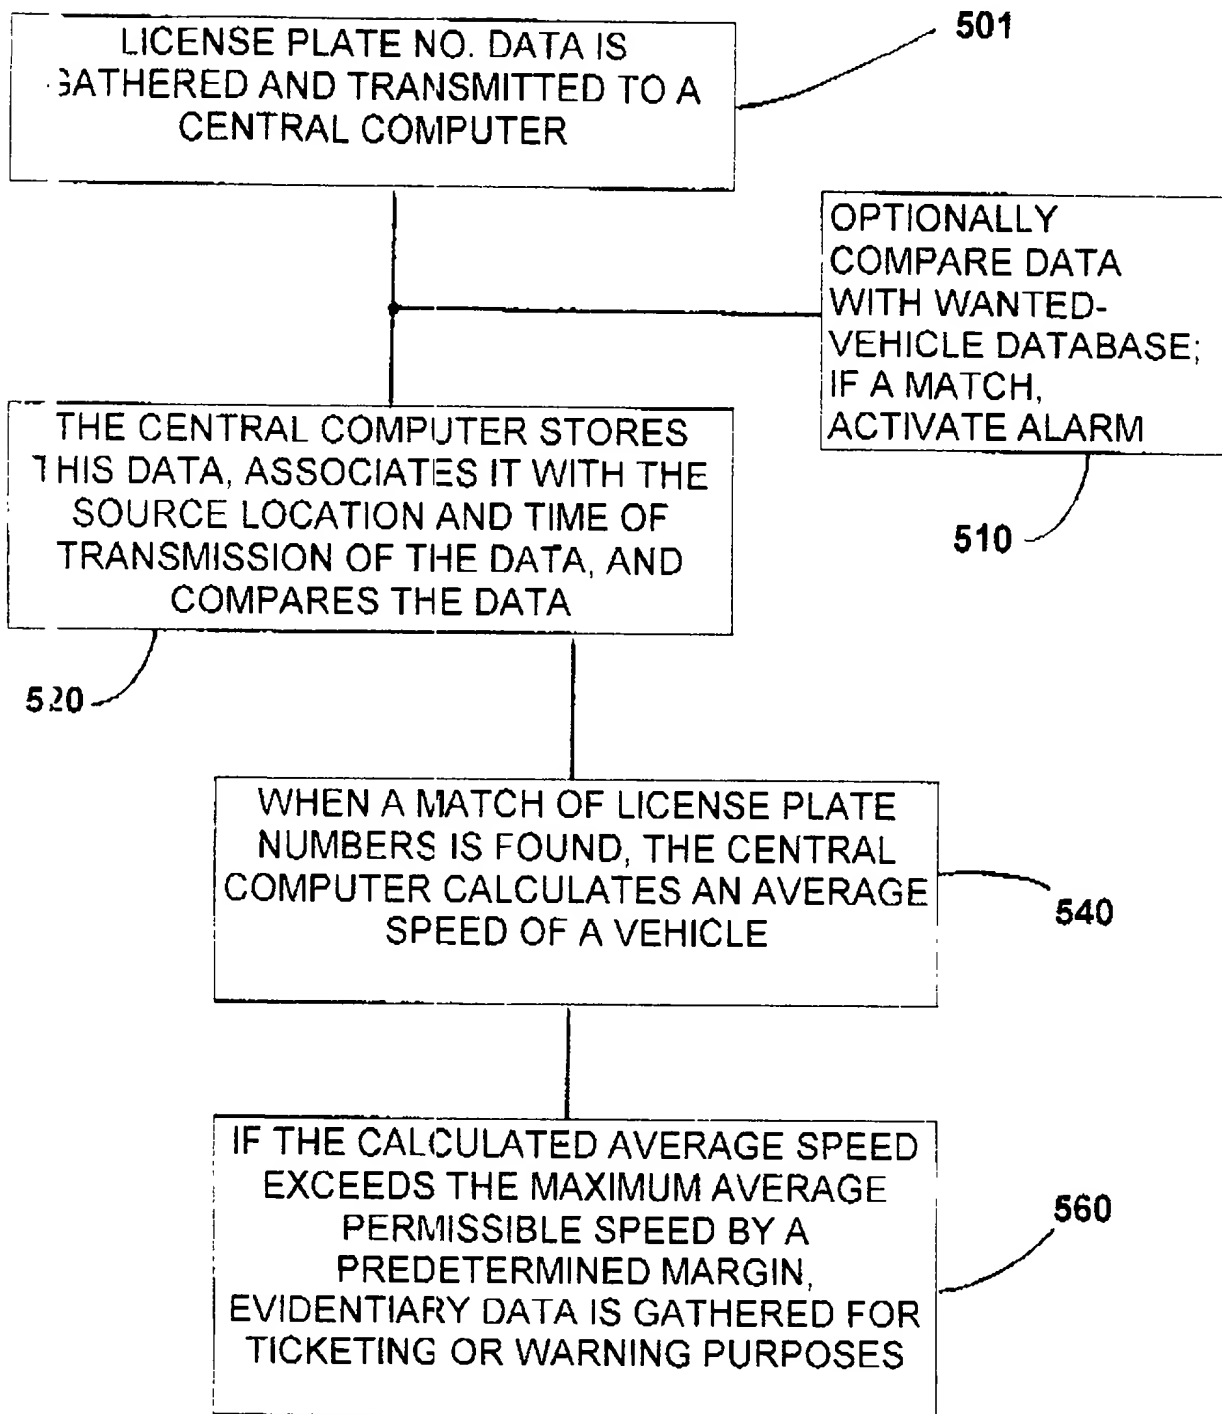 LICENSE PLATE NO. DATA IS
GATHERED AND TRANSMITTED TO A
CENTRAL COMPUTER
501
OPTIONALLY
COMPARE DATA
WITH WANTED-
VEHICLE DATABASE;
IF A MATCH,
ACTIVATE ALARM
510
THE CENTRAL COMPUTER STORES
THIS DATA, ASSOCIATES IT WITH THE
SOURCE LOCATION AND TIME OF
TRANSMISSION OF THE DATA, AND
COMPARES THE DATA
520
WHEN A MATCH OF LICENSE PLATE
NUMBERS IS FOUND, THE CENTRAL
COMPUTER CALCULATES AN AVERAGE
SPEED OF A VEHICLE
540
IF THE CALCULATED AVERAGE SPEED
EXCEEDS THE MAXIMUM AVERAGE
PERMISSIBLE SPEED BY A
PREDETERMINED MARGIN,
EVIDENTIARY DATA IS GATHERED FOR
TICKETING OR WARNING PURPOSES
560